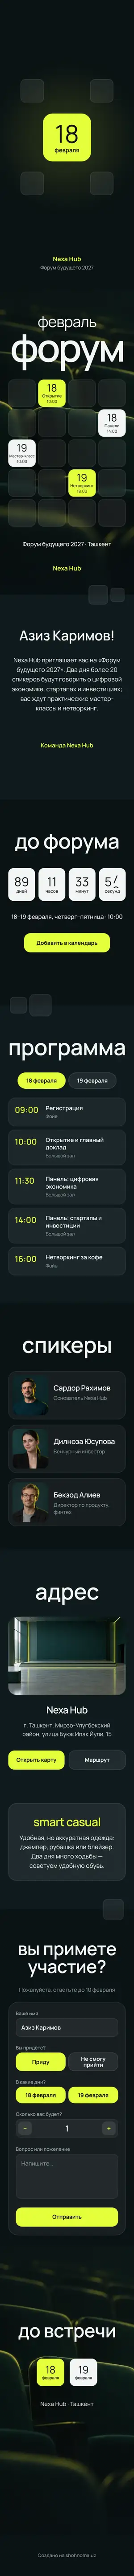 18
февраля
Nexa Hub
Форум будущего 2027
февраль
форум
18
Открытие
10:00
18
Панели
14:00
19
Мастер-класс
10:00
19
Нетворкинг
16:00
Форум будущего 2027 · Ташкент
Nexa Hub
Азиз Каримов!
Nexa Hub приглашает вас на «Форум
будущего 2027». Два дня более 20
спикеров будут говорить о цифровой
экономике, стартапах и инвестициях;
вас ждут практические мастер-
классы и нетворкинг.
Команда Nexa Hub
до форума
89
дней
11
часов
33
минут
секунд
18–19 февраля, четверг–пятница · 10:00
Добавить в календарь
программа
18 февраля
19 февраля
09:00
Регистрация
Фойе
10:00
Открытие и главный
доклад
Большой зал
11:30
Панель: цифровая
экономика
Большой зал
14:00
Панель: стартапы и
инвестиции
Большой зал
16:00
Нетворкинг за кофе
Фойе
спикеры
Сардор Рахимов
Основатель Nexa Hub
Дилноза Юсупова
Венчурный инвестор
Бекзод Алиев
Директор по продукту,
финтех
адрес
Nexa Hub
г. Ташкент, Мирзо-Улугбекский
район, улица Буюк Ипак Йули, 15
Открыть карту
Маршрут
smart casual
Удобная, но аккуратная одежда:
джемпер, рубашка или блейзер.
Два дня много ходьбы —
советуем удобную обувь.
вы примете
участие?
Пожалуйста, ответьте до 10 февраля
Ваше имя
Азиз Каримов
Вы придёте?
Приду
Не смогу
прийти
В какие дни?
18 февраля
19 февраля
Сколько вас будет?
−
1
+
Вопрос или пожелание
Напишите...
Отправить
до встречи
18
февраля
19
февраля
Nexa Hub · Ташкент
Создано на shohnoma.uz